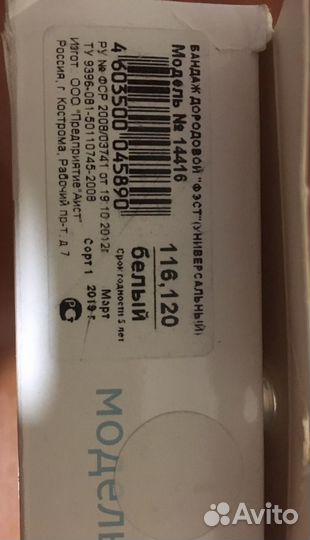 БАНДАЖ ДОРОДОВОЙ "ФЭСТ"(УНИВЕРСАЛЬНЫЙ)
Модель № 14416
116,120
белый
Срок годности 5 лет
4 603500 045890
РУ № ФСР 2008/03741 от 19.10.2012г.
Март
2019 г.
ТУ 9396-081-50110745-2008
Сорт 1
Изгот. ООО "Предприятие"Аист"
Россия, г. Кострома, Рабочий пр-т, д.7
РСТ
модель
Avito